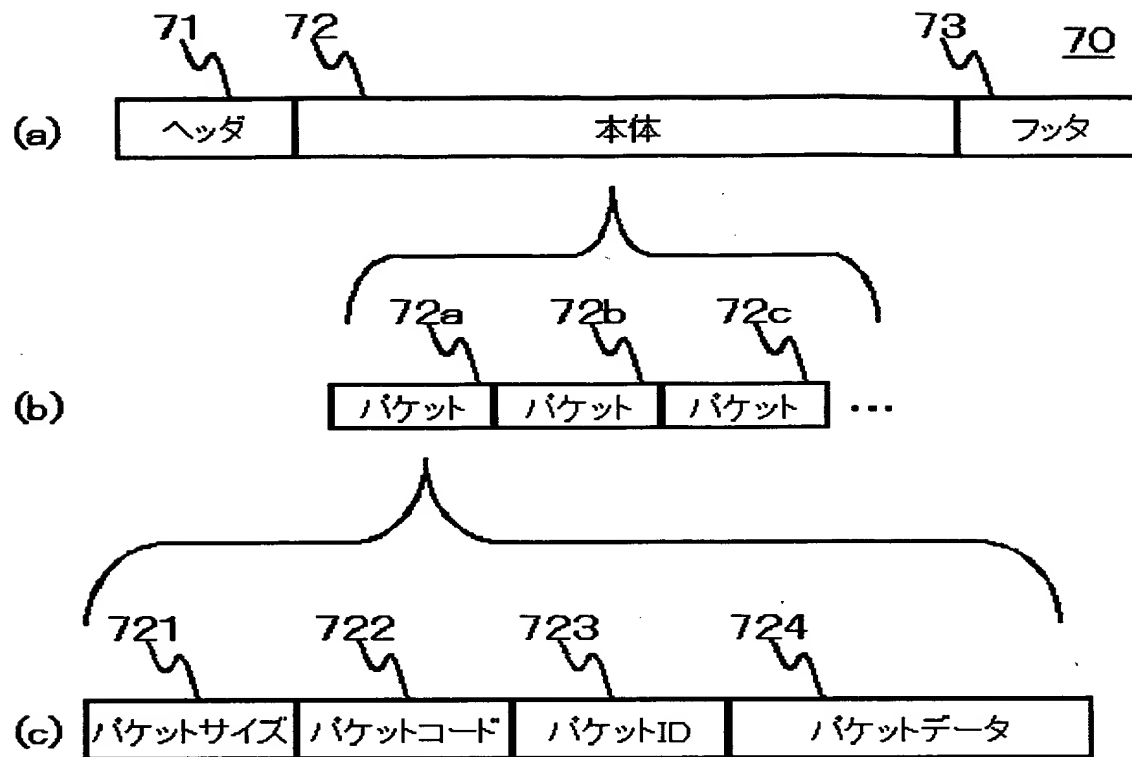 71 72 73 70
(a) ヘッダ 本体 フッタ
72a 72b 72c
(b) パケット パケット パケット ・・・
721 722 723 724
(c) パケットサイズ パケットコード パケットID パケットデータ